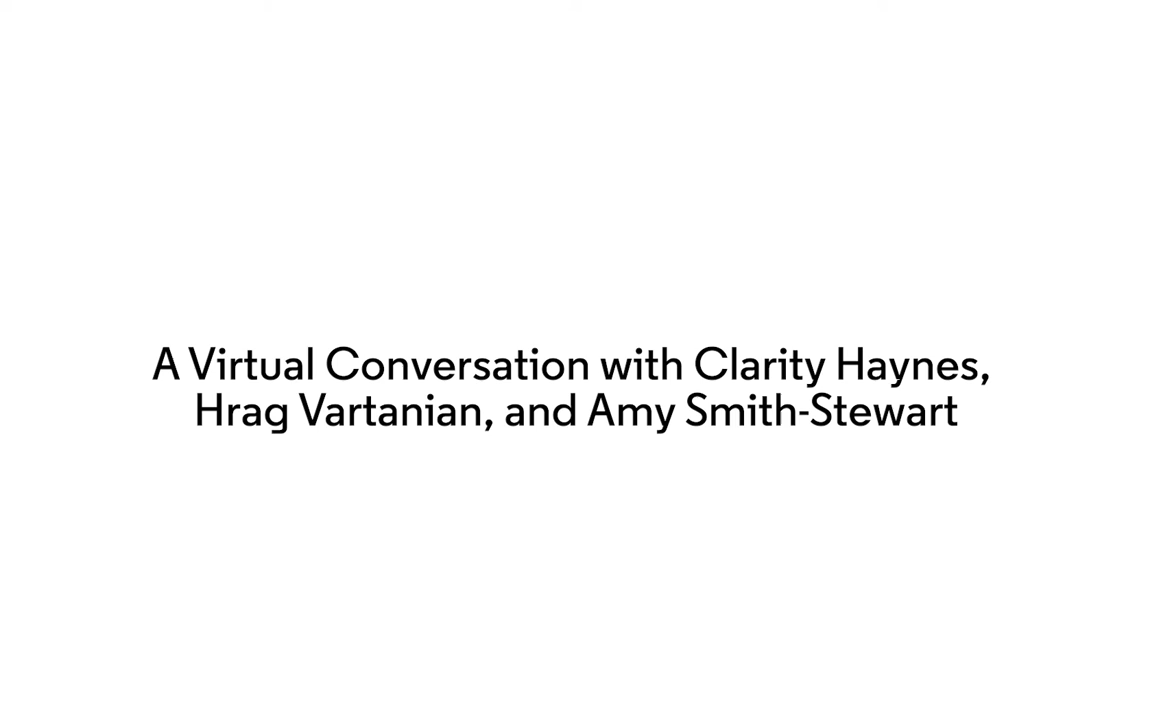 A Virtual Conversation with Clarity Haynes,
Hrag Vartanian, and Amy Smith-Stewart